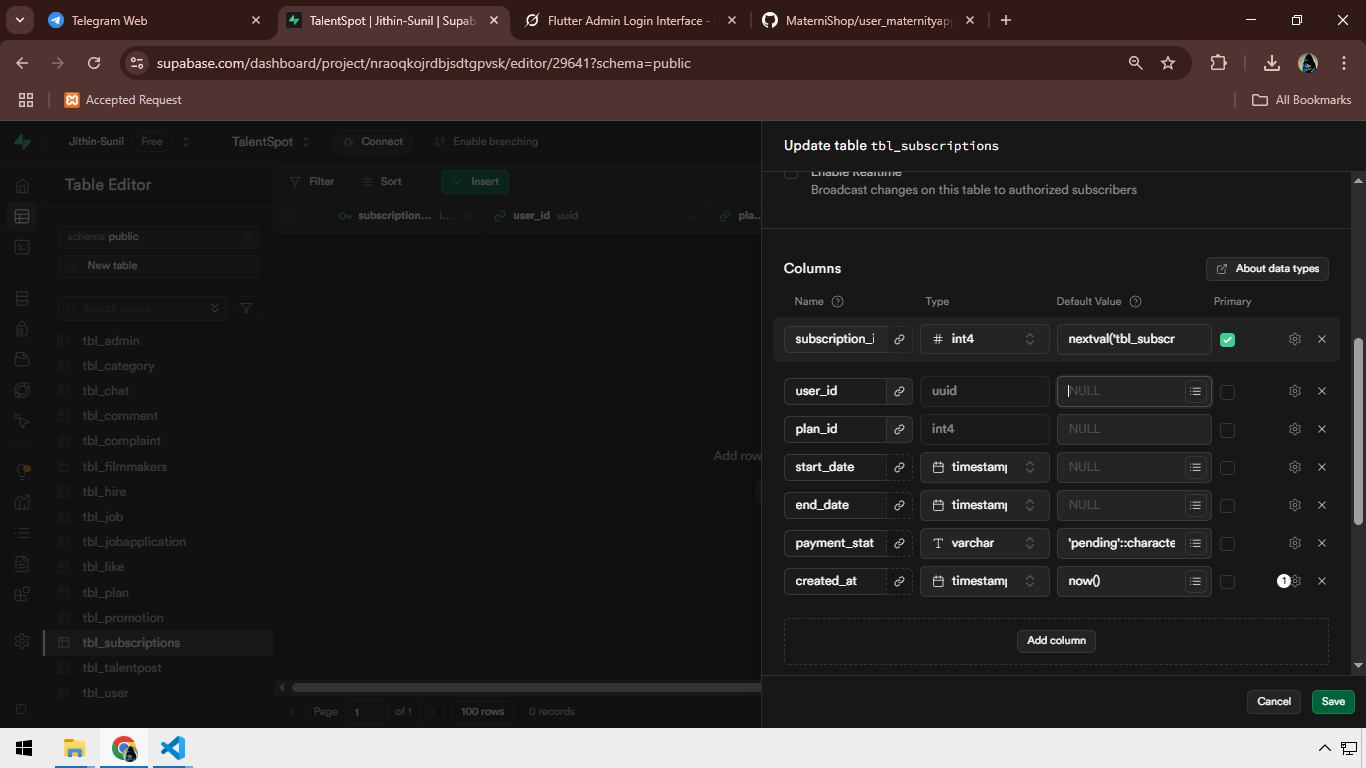 Telegram Web
TalentSpot | Jithin-Sunil | Supab
Flutter Admin Login Interface -
MaterniShop/user_maternityap
supabase.com/dashboard/project/nraoqkojrdbjsdtgpvsk/editor/29641?schema=public
Accepted Request
All Bookmarks
Jithin-Sunil
Free
TalentSpot
Connect
Enable branching
Table Editor
schema public
New table
Search tables...
tbl_admin
tbl_category
tbl_chat
tbl_comment
tbl_complaint
tbl_filmmakers
tbl_hire
tbl_job
tbl_jobapplication
tbl_like
tbl_plan
tbl_promotion
tbl_subscriptions
tbl_talentpost
tbl_user
Filter
Sort
Insert
subscription... i...
user_id uuid
pla...
Add row
Page 1 of 1
100 rows
0 records
Update table tbl_subscriptions
Enable Realtime
Broadcast changes on this table to authorized subscribers
Columns
About data types
Name Type Default Value Primary
subscription_i int4 nextval('tbl_subscr
user_id uuid NULL
plan_id int4 NULL
start_date timestamp NULL
end_date timestamp NULL
payment_stat varchar 'pending'::characte
created_at timestamp now() 1
Add column
Cancel
Save